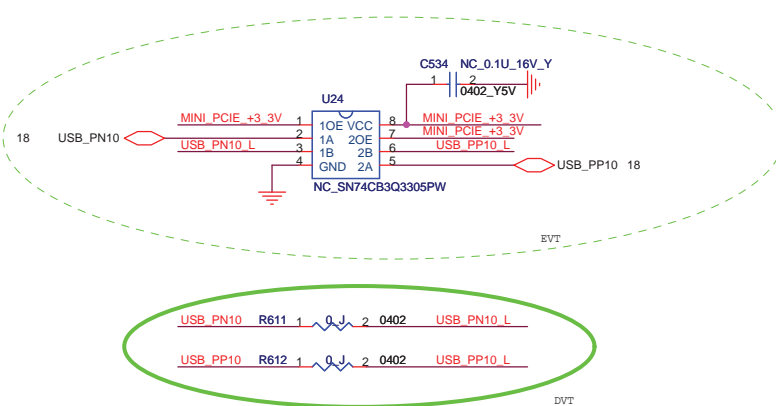 C534 NC_0.1U_16V_Y
1 2
0402_Y5V
U24
MINI_PCIE_+3_3V 1 1OE VCC 8 MINI_PCIE_+3_3V
18 USB_PN10 2 1A 2OE 7 MINI_PCIE_+3_3V
USB_PN10_L 3 1B 2B 6 USB_PP10_L
4 GND 2A 5 USB_PP10 18
NC_SN74CB3Q3305PW
EVT
USB_PN10 R611 1 0_J 2 0402 USB_PN10_L
USB_PP10 R612 1 0_J 2 0402 USB_PP10_L
DVT